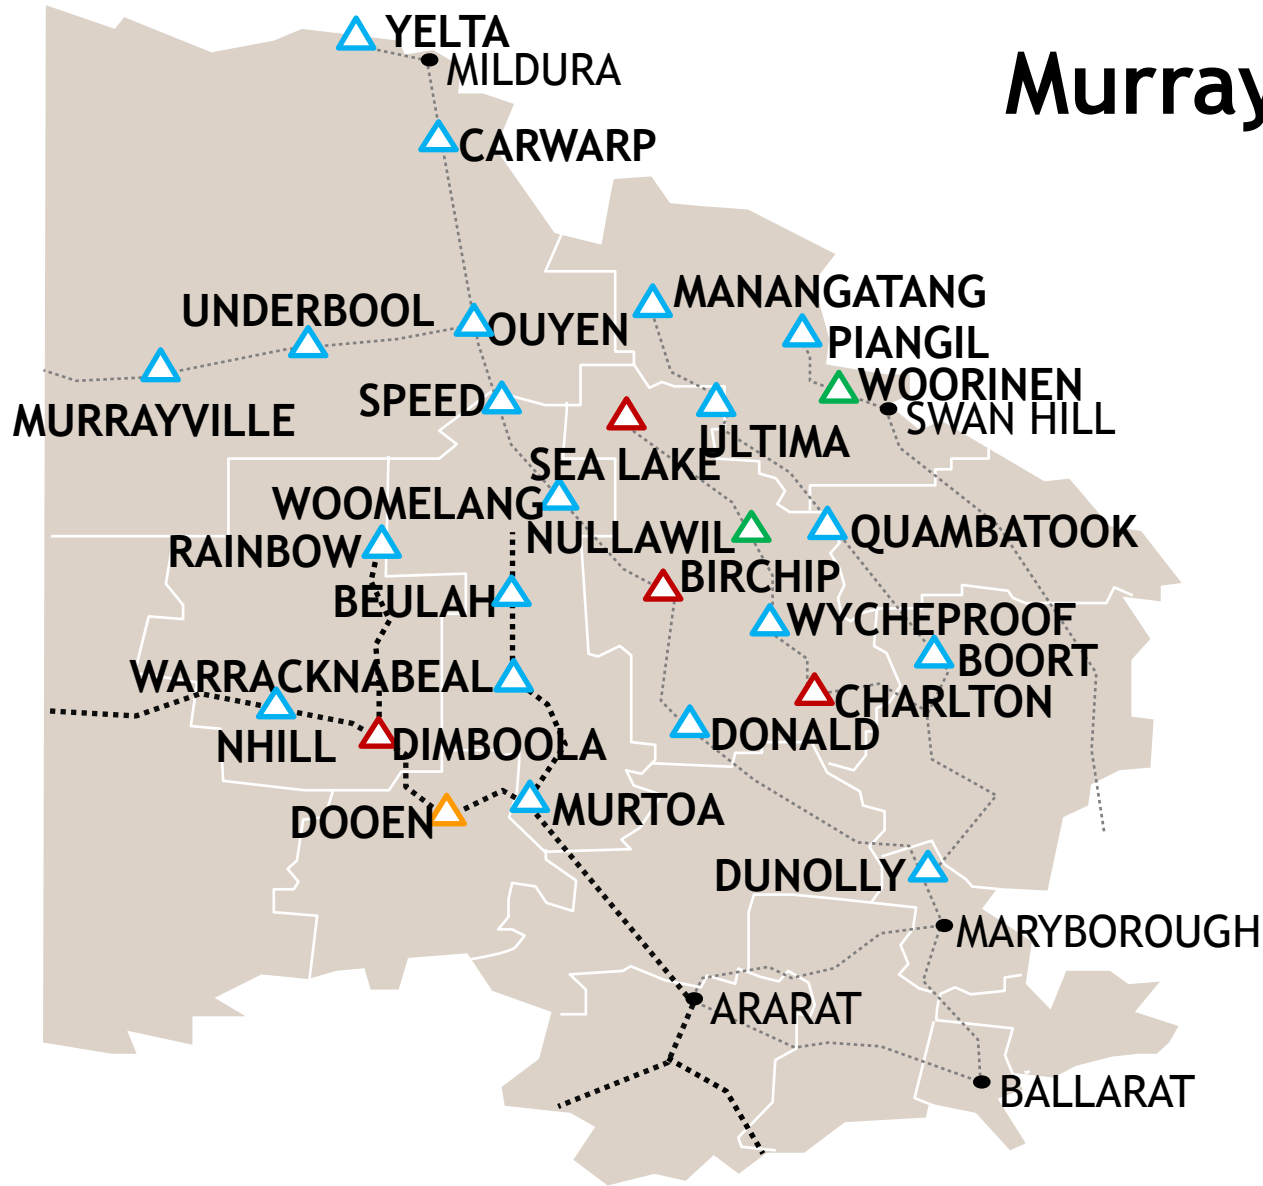 YELTA
MILDURA
Murray
CARWARP
MANANGATANG
UNDERBOOL
OUYEN
PIANGIL
WOORINEN
SPEED
MURRAYVILLE
SWAN HILL
ULTIMA
SEA LAKE
WOOMELANG
NULLAWIL
QUAMBATOOK
RAINBOW
BIRCHIP
BEULAH
WYCHEPROOF
BOORT
WARRACKNABEAL
CHARLTON
DONALD
NHILL
DIMBOOLA
DOOEN
MURTOA
DUNOLLY
MARYBOROUGH
ARARAT
BALLARAT